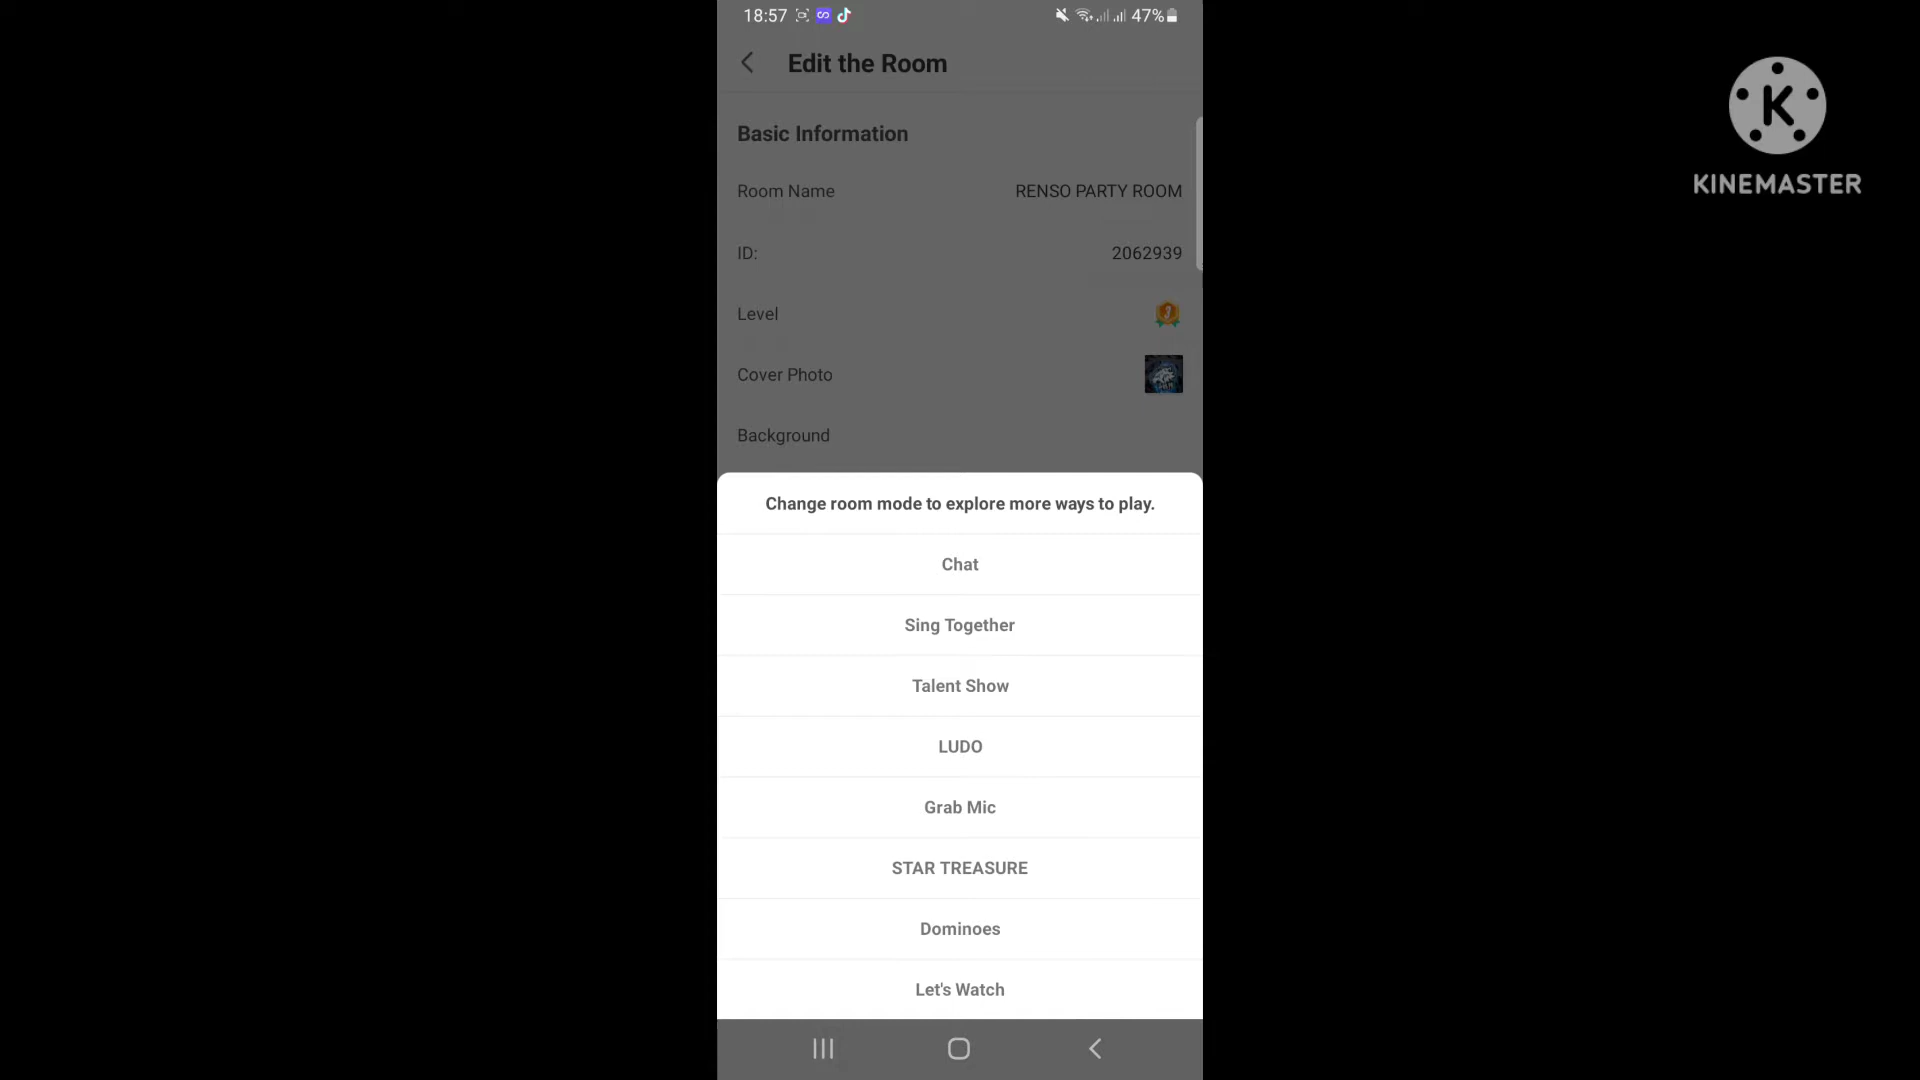 18:57
47%
Edit the Room
K
KINEMASTER
Basic Information
Room Name
RENSO PARTY ROOM
ID:
2062939
Level
Cover Photo
Background
Change room mode to explore more ways to play.
Chat
Sing Together
Talent Show
LUDO
Grab Mic
STAR TREASURE
Dominoes
Let's Watch